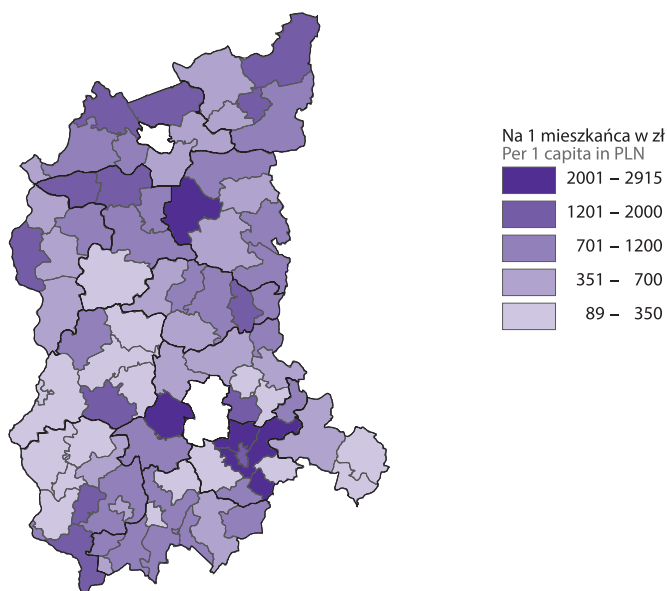 Na 1 mieszkańca w zł
Per 1 capita in PLN
2001 – 2915
1201 – 2000
701 – 1200
351 – 700
89 – 350